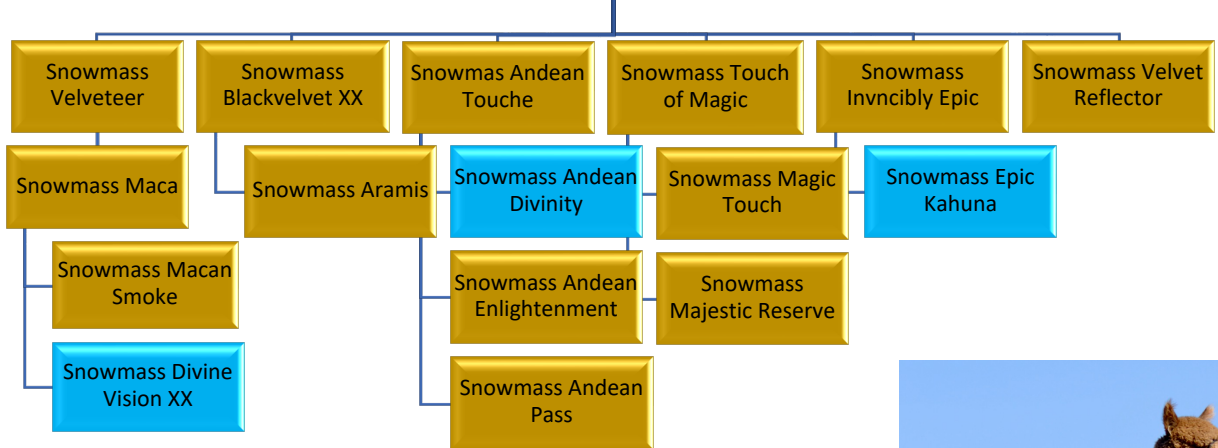 Snowmass
Velveteer
Snowmass
Blackvelvet XX
Snowmas Andean
Touche
Snowmass Touch
of Magic
Snowmass
Invncibly Epic
Snowmass Velvet
Reflector
Snowmass Maca
Snowmass Aramis
Snowmass Andean
Divinity
Snowmass Magic
Touch
Snowmass Epic
Kahuna
Snowmass Macan
Smoke
Snowmass Andean
Enlightenment
Snowmass
Majestic Reserve
Snowmass Divine
Vision XX
Snowmass Andean
Pass